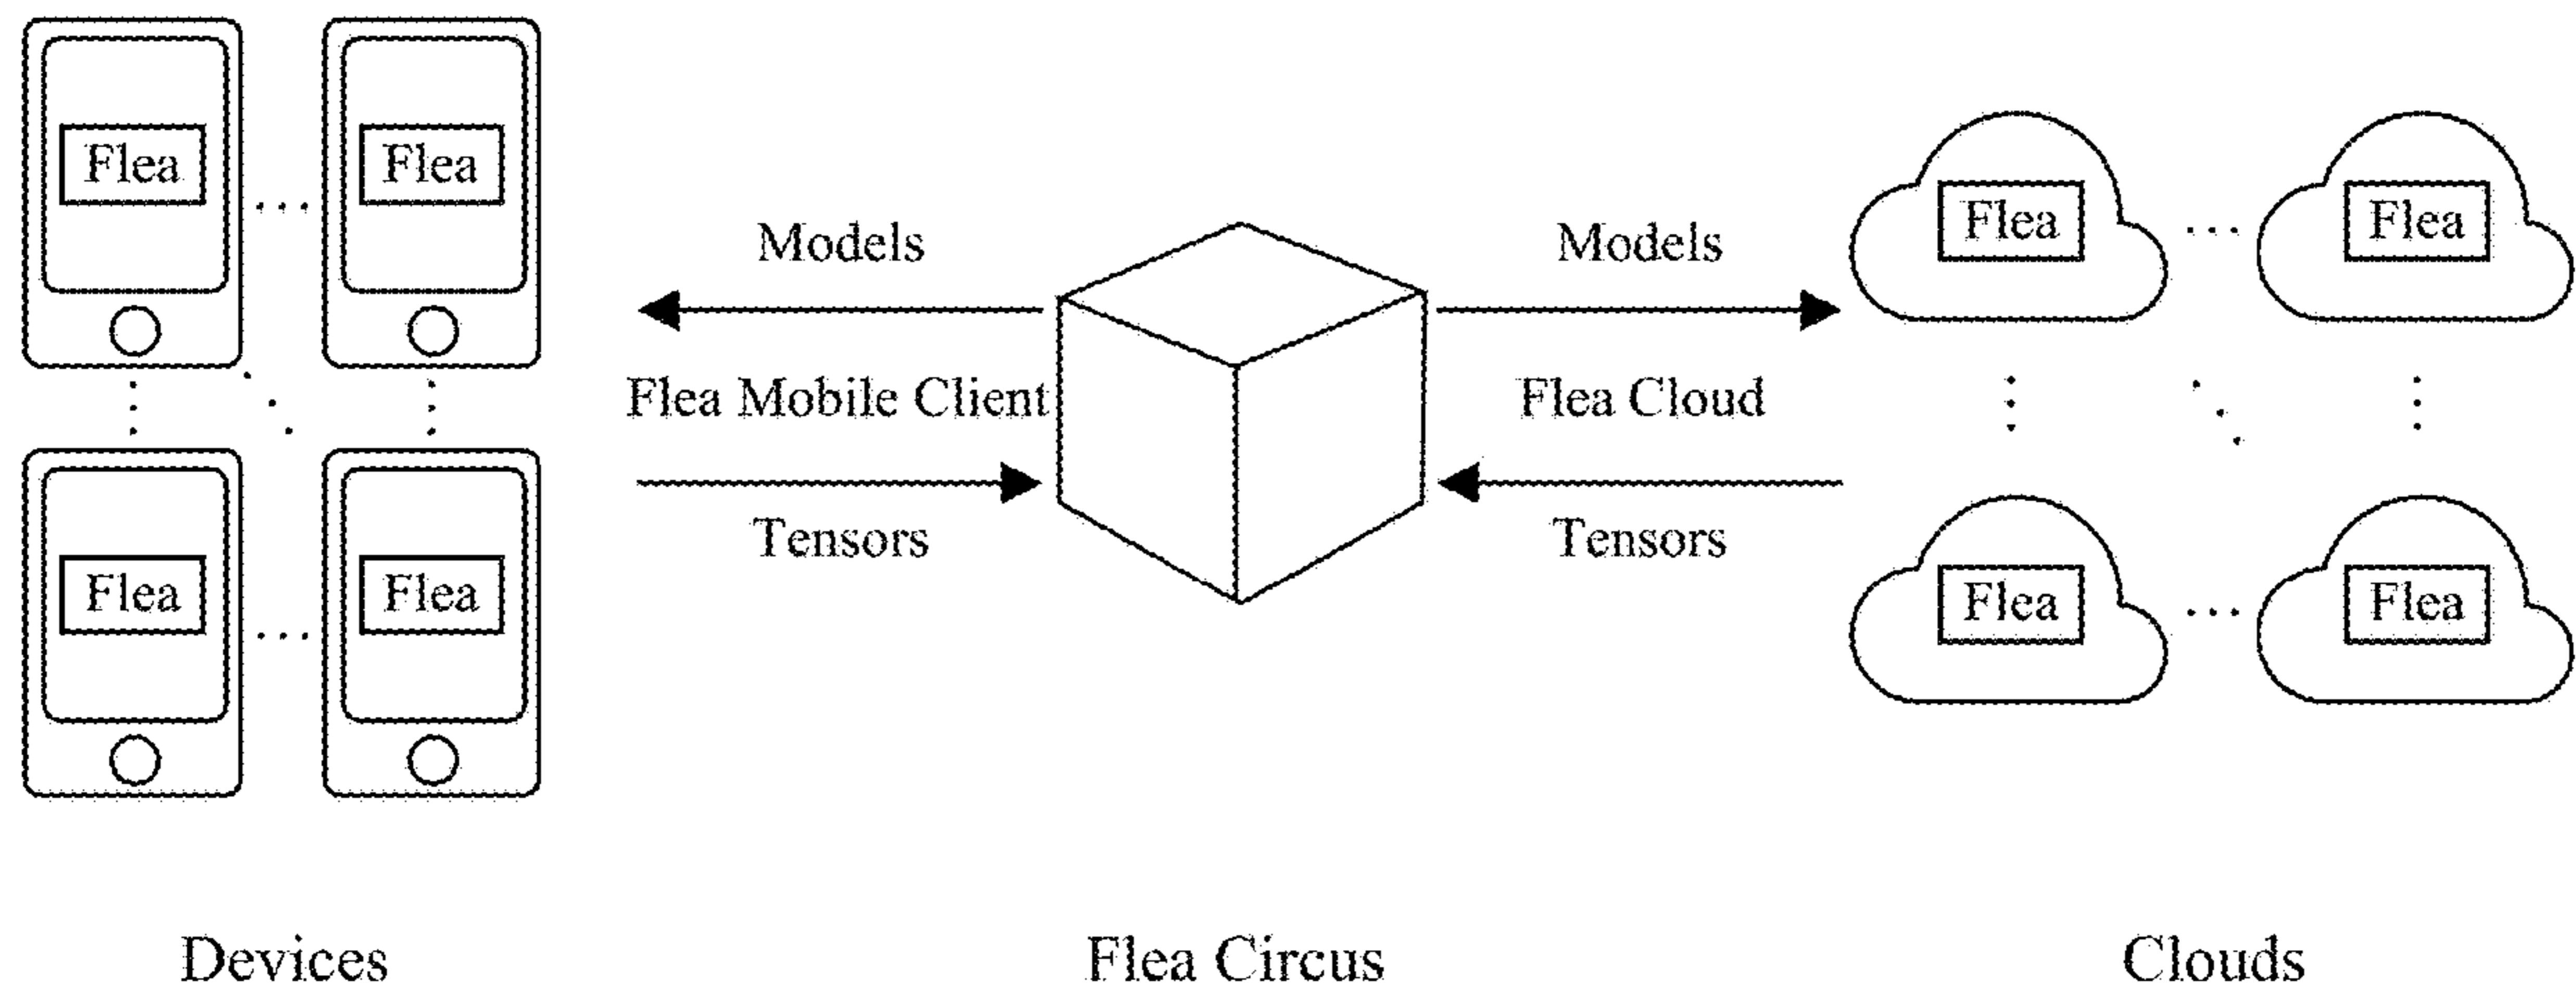 Flea
Flea
Flea
Flea
Models
Flea Mobile Client
Tensors
Models
Flea Cloud
Tensors
Flea
Flea
Flea
Flea
Devices
Flea Circus
Clouds